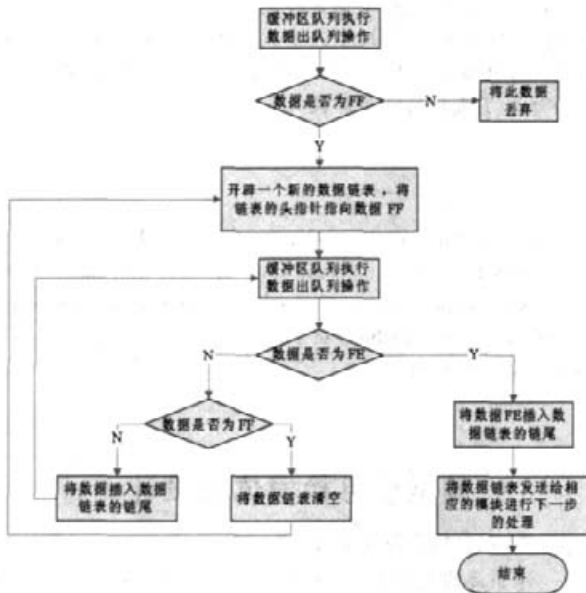 缓冲区队列执行
数据出队列操作
数据是否为FF
N
将此数据
丢弃
Y
开辟一个新的数据链表，将
链表的头指针指向数据 FF
缓冲区队列执行
数据出队列操作
N
数据是否为FE
Y
数据是否为FF
将数据FE插入数
据链表的链尾
N
Y
将数据插入数据
链表的链尾
将数据链表清空
将数据链表发送给相
应的模块进行下一步
的处理
结束